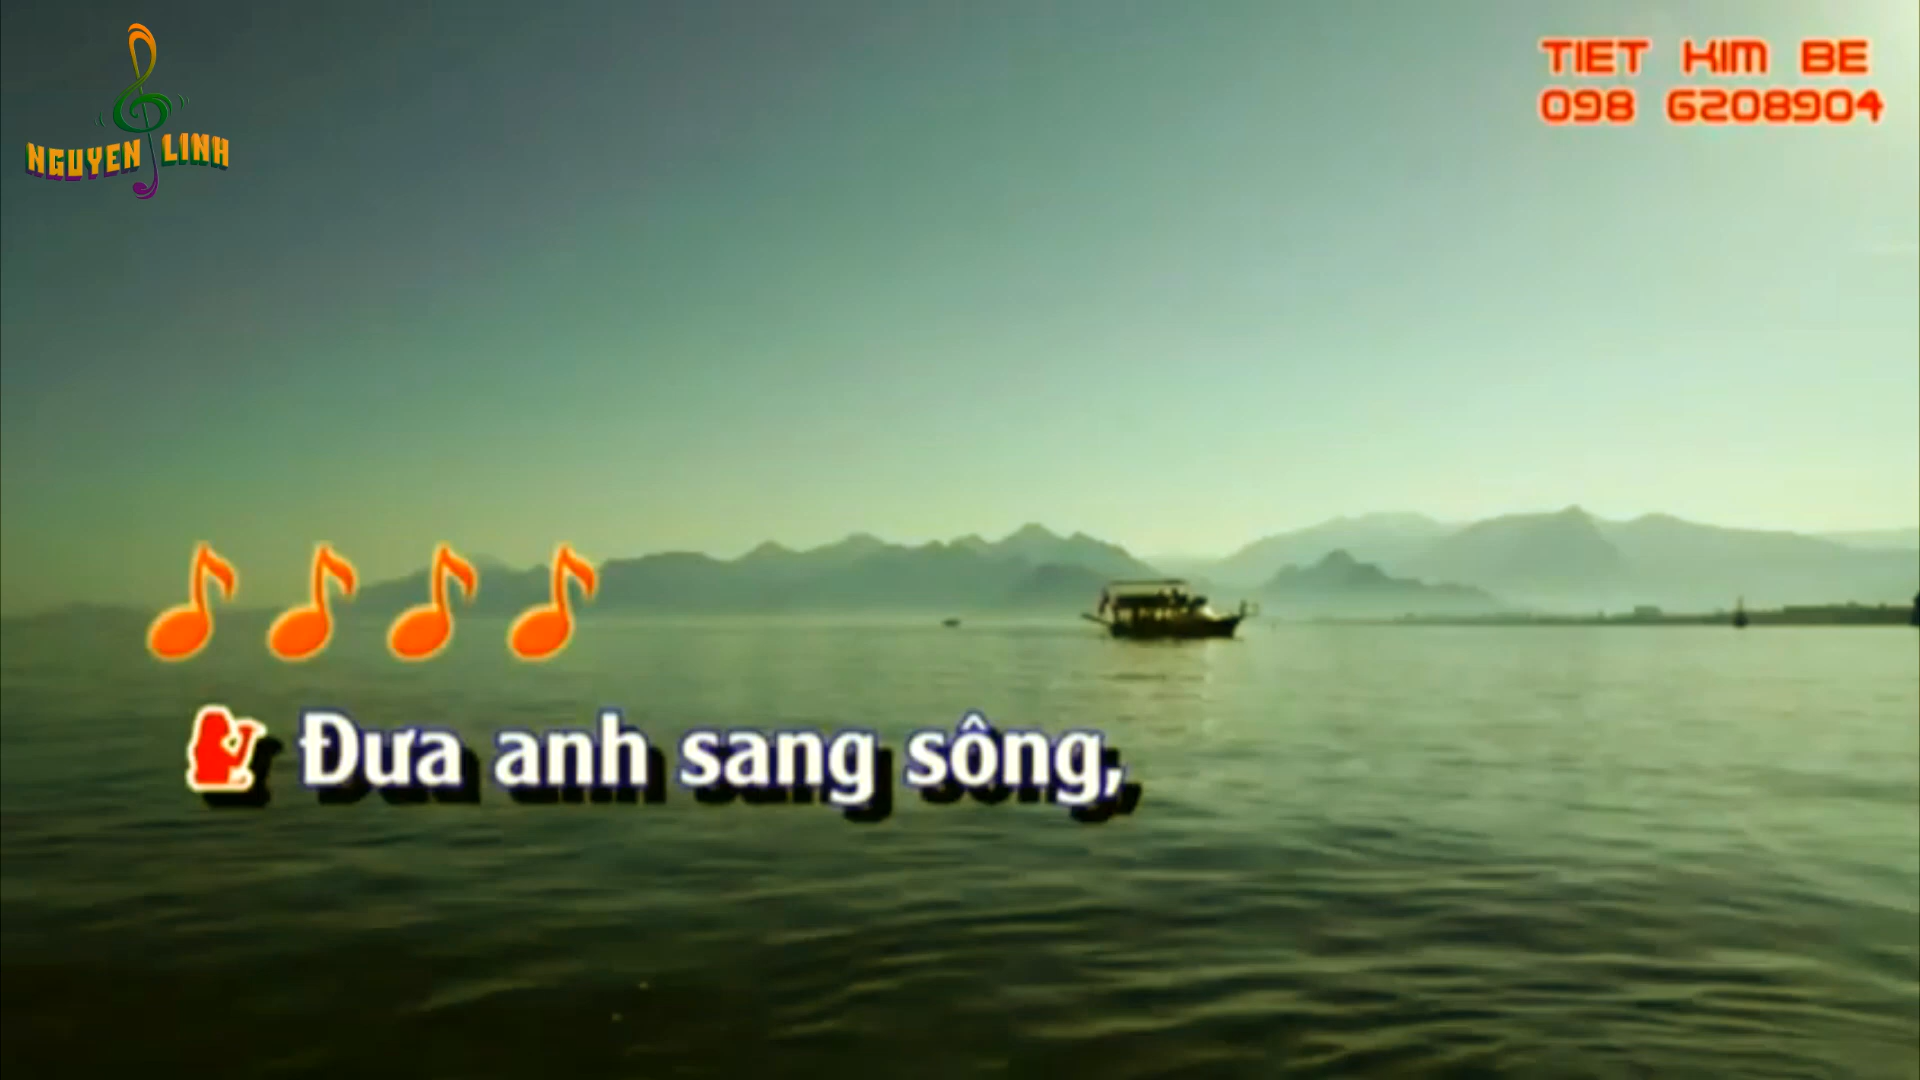 NGUYEN LINH
TIET KIM BE
098 6208904
Đưa anh sang sông,